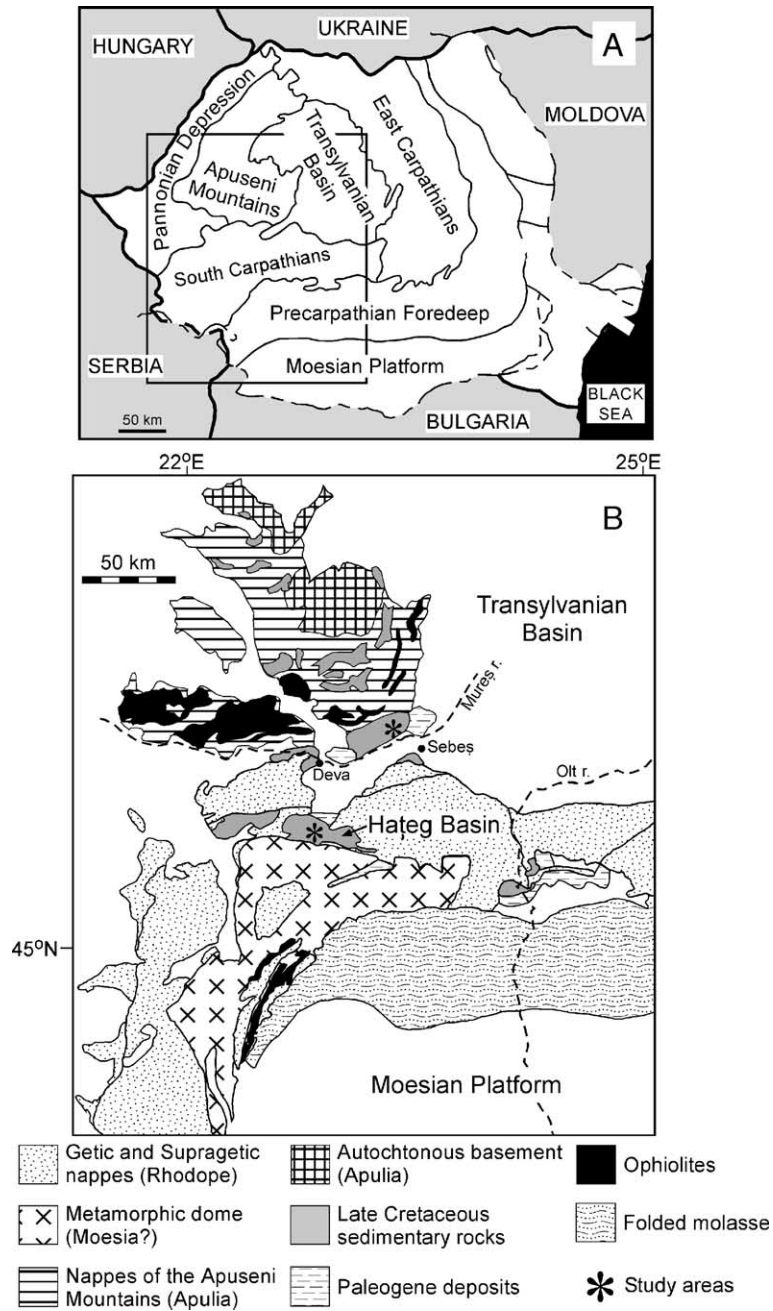 UKRAINE
HUNGARY
A
MOLDOVA
Pannonian Depression
East Carpathians
Transylvanian
Basin
Apuseni
Mountains
South Carpathians
Precarpathian Foredeep
SERBIA
Moesian Platform
BLACK
SEA
50 km
BULGARIA
22°E
25°E
B
50 km
Transylvanian
Basin
Mureș r.
Sebeș
Deva
Olt r.
Hațeg Basin
45°N
Moesian Platform
Getic and Supragetic
nappes (Rhodope)
Autochtonous basement
(Apulia)
Ophiolites
Metamorphic dome
(Moesia?)
Late Cretaceous
sedimentary rocks
Folded molasse
Nappes of the Apuseni
Mountains (Apulia)
Paleogene deposits
Study areas